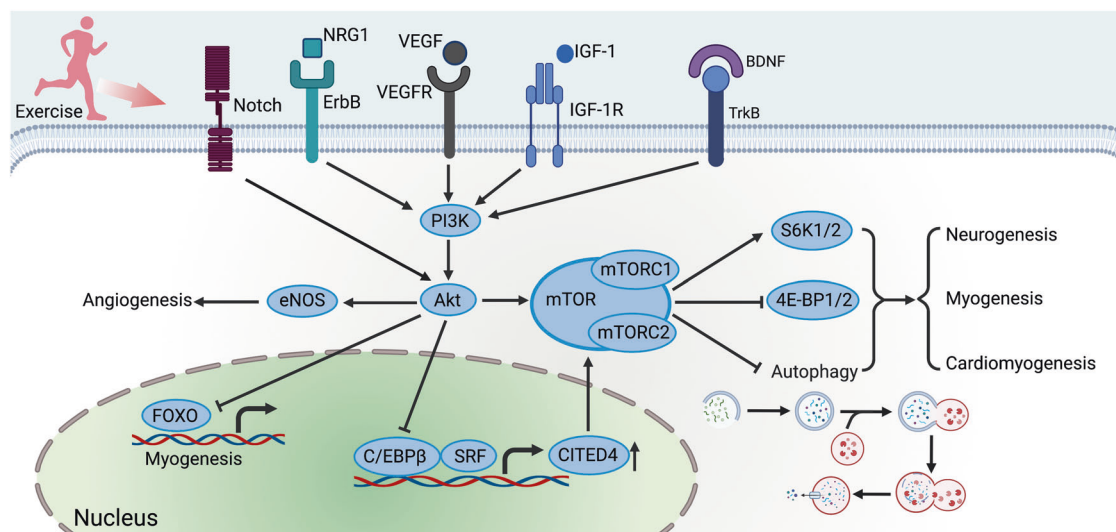 Exercise
Notch
NRG1
ErbB
VEGF
VEGFR
IGF-1
IGF-1R
BDNF
TrkB
PI3K
Akt
eNOS
Angiogenesis
mTOR
mTORC1
mTORC2
S6K1/2
4E-BP1/2
Autophagy
Neurogenesis
Myogenesis
Cardiomyogenesis
FOXO
Myogenesis
C/EBPβ
SRF
CITED4
Nucleus